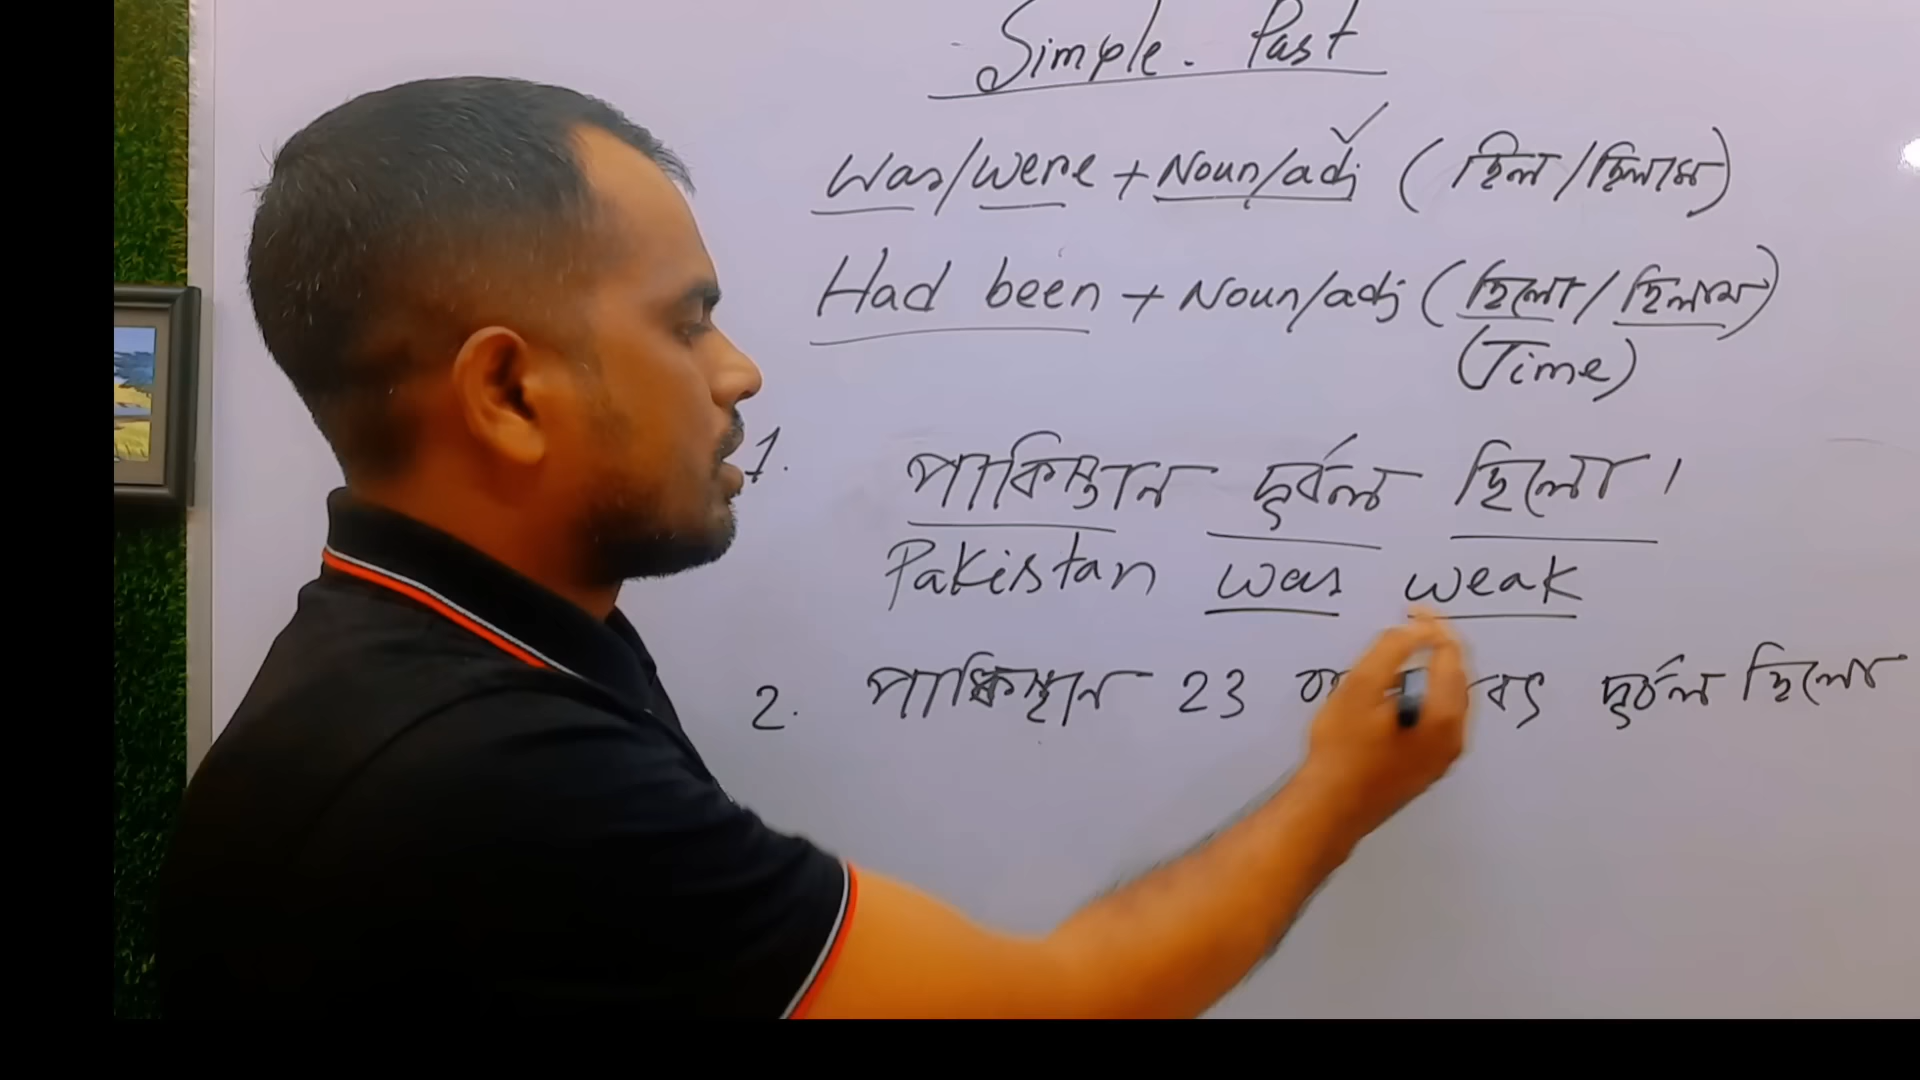 Simple. Past
Was/were + Noun/adj (ছিল/ছিলাম)
Had been + Noun/adj (ছিলো/ছিলাম)
(Time)
1. পাকিস্তান দূর্বল ছিলো।
Pakistan was weak
2. পাকিস্থান 23 দূর্বল ছিলো